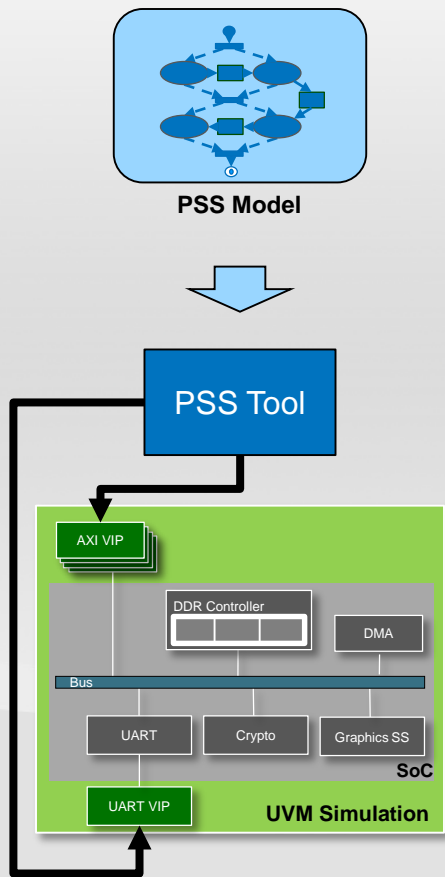 PSS Model
PSS Tool
AXI VIP
DDR Controller
DMA
Bus
UART
Crypto
Graphics SS
SoC
UART VIP
UVM Simulation